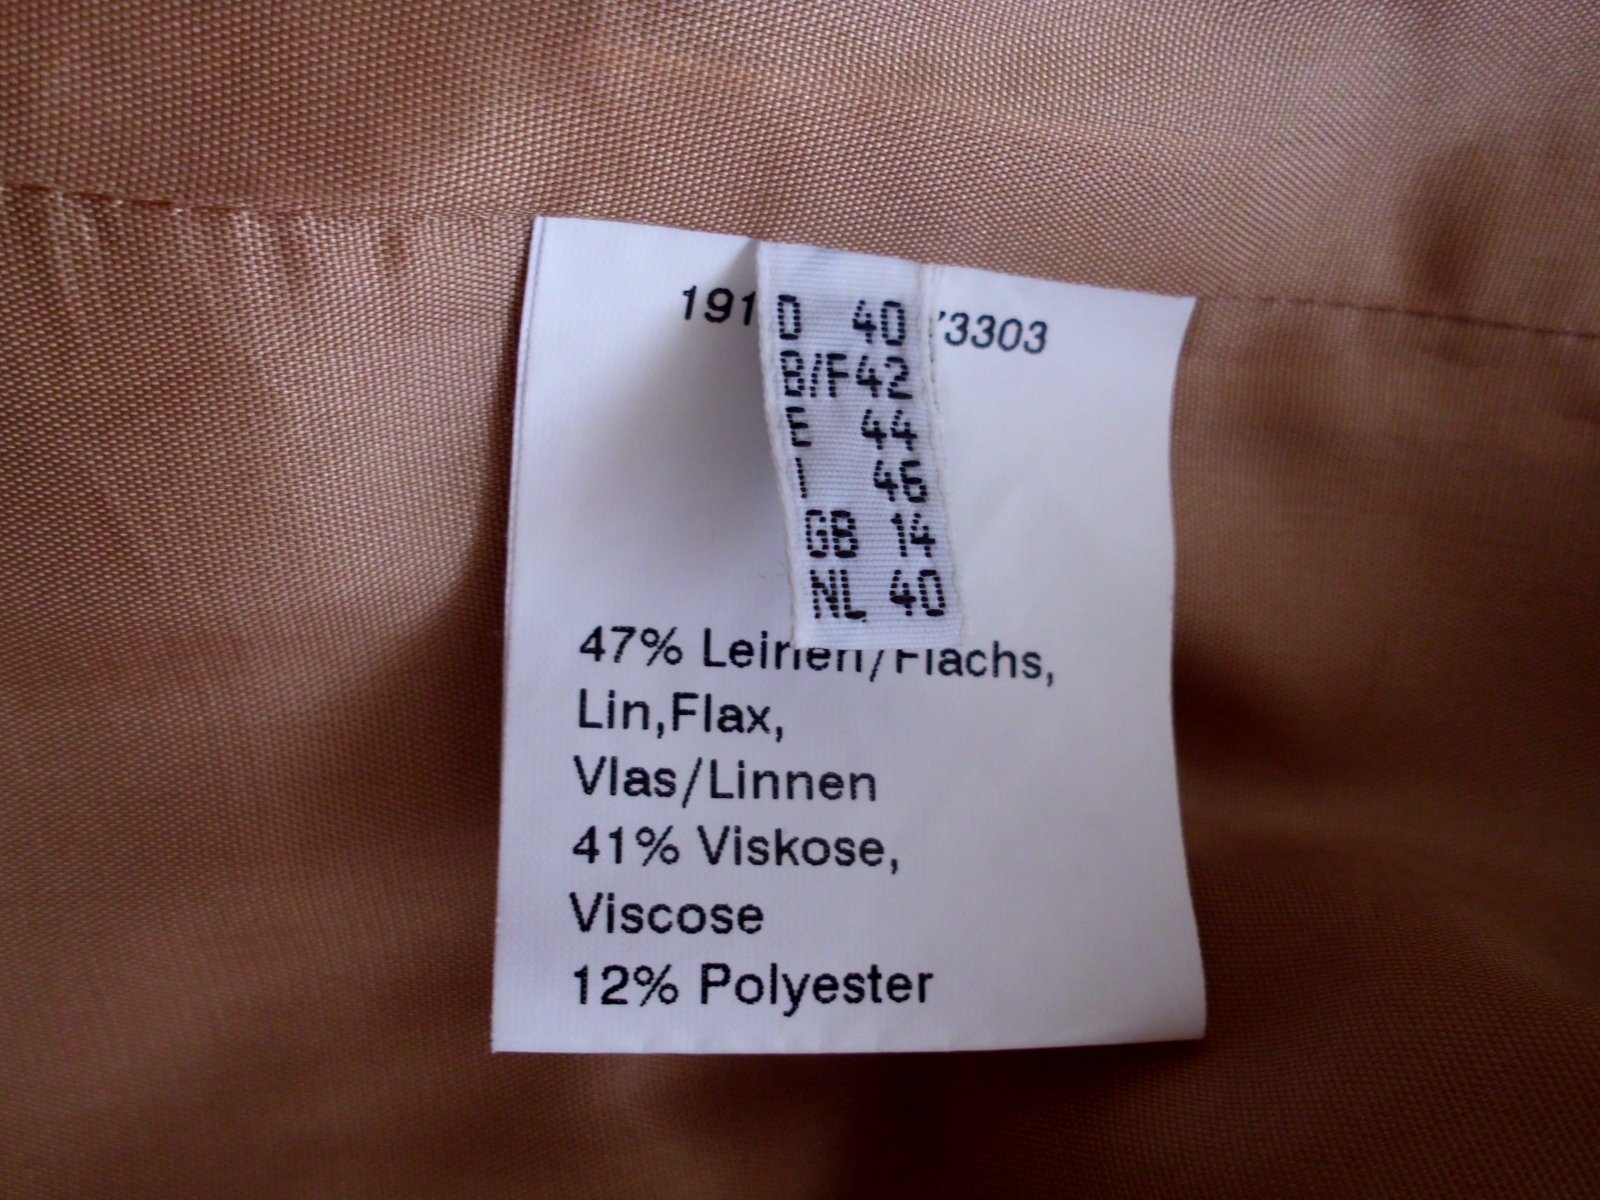 191
3303
D 40
B/F 42
E 44
I 46
GB 14
NL 40
47% Leinen/Flachs,
Lin,Flax,
Vlas/Linnen
41% Viskose,
Viscose
12% Polyester